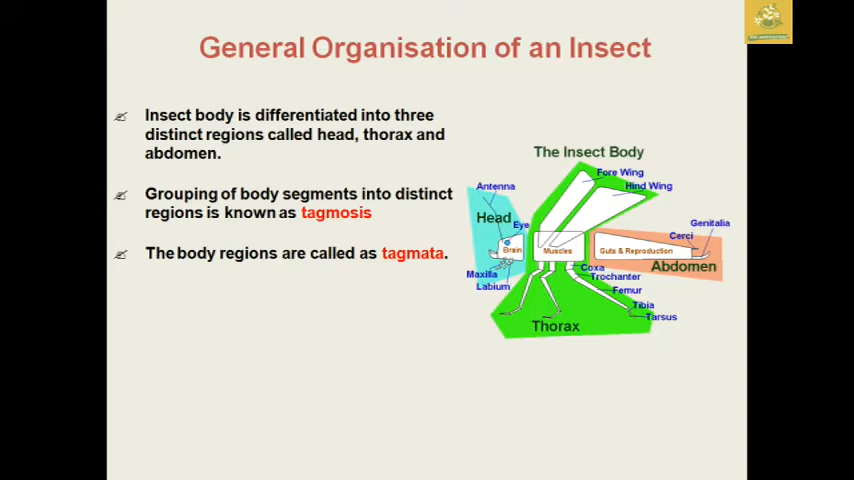 General Organisation of an Insect
Insect body is differentiated into three
distinct regions called head, thorax and
abdomen.
Grouping of body segments into distinct
regions is known as tagmosis
The body regions are called as tagmata.
The Insect Body
Fore Wing
Hind Wing
Antenna
Head
Eye
Genitalia
Cerci
Brain
Muscles
Guts & Reproduction
Abdomen
Maxilla
Labium
Coxa
Trochanter
Femur
Tibia
Tarsus
Thorax